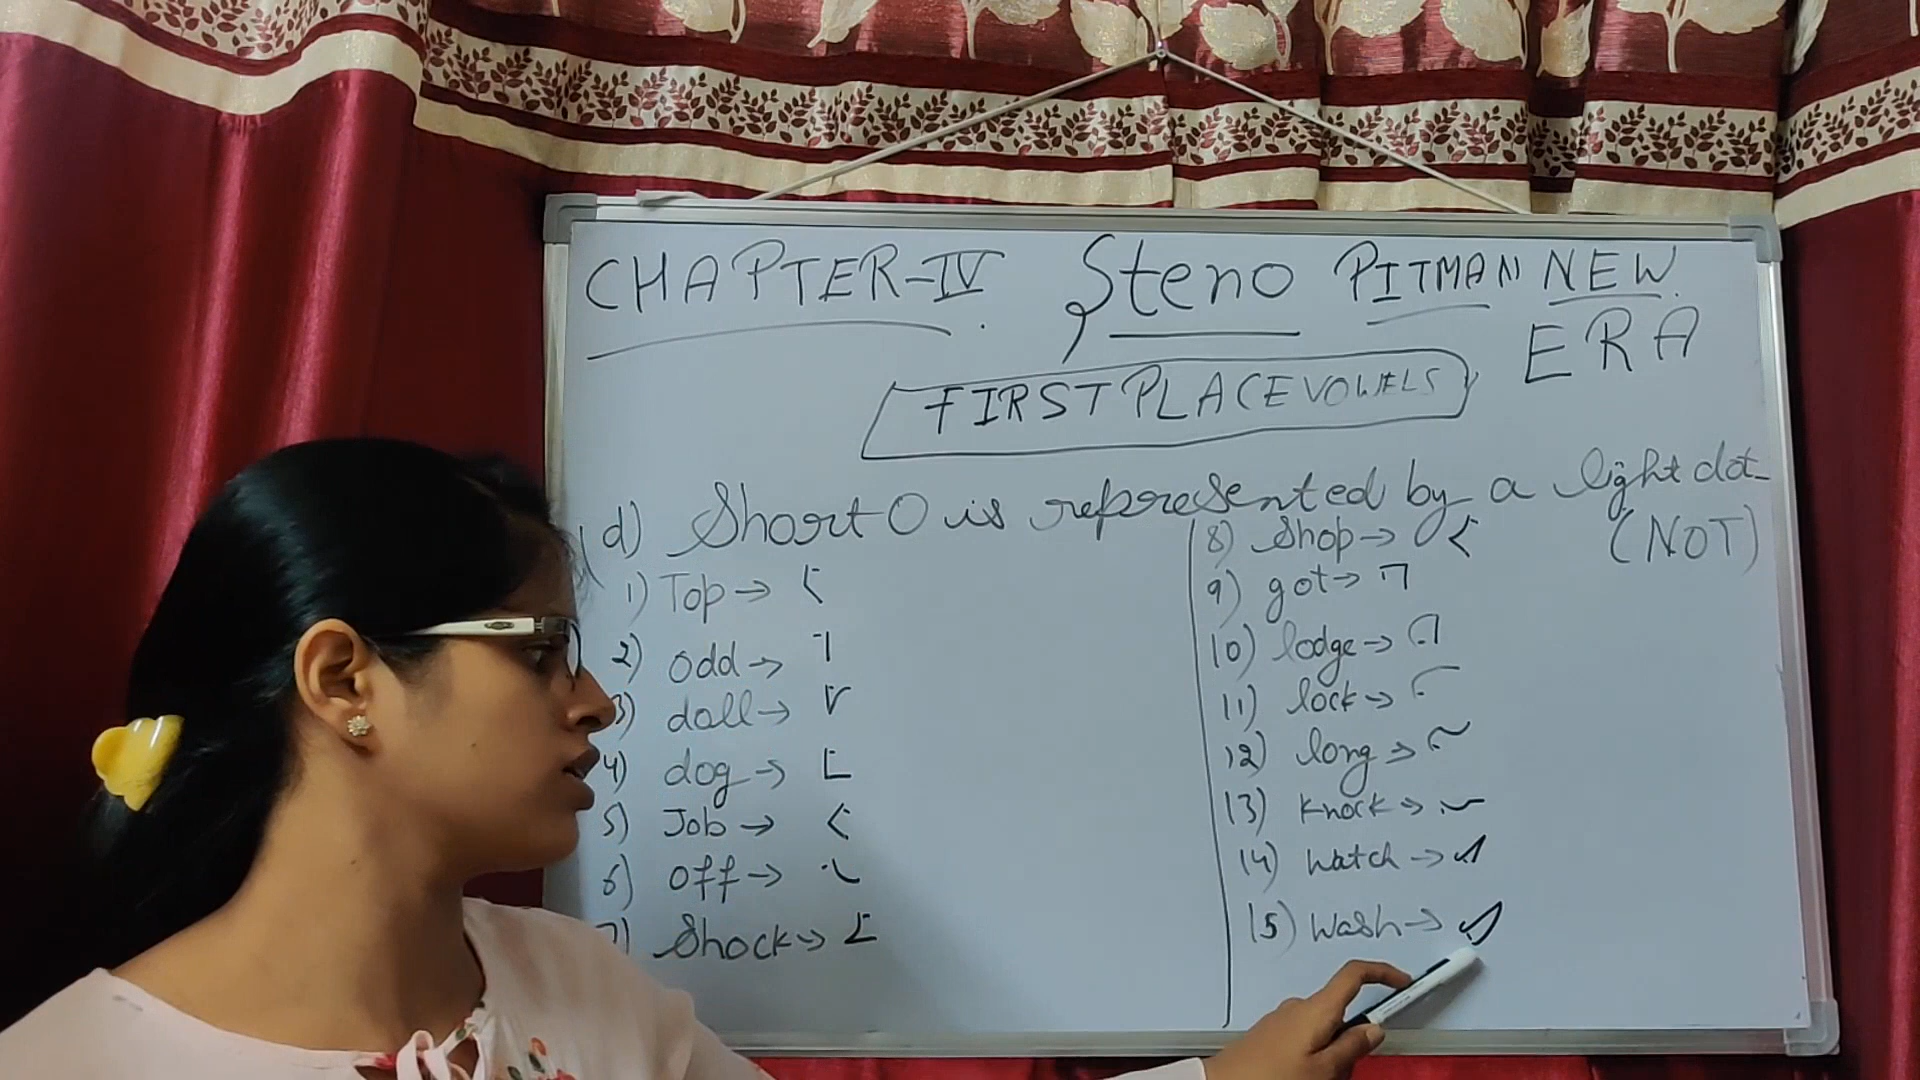 CHAPTER-IV Steno PITMAN NEW
ERA
FIRST PLACE VOWELS
d) Short O is represented by a light dot
(NOT)
1) Top →
2) odd →
3) doll →
4) dog →
5) Job →
6) off →
7) Shock →
8) Shop →
9) got →
10) lodge →
11) lock →
12) long →
13) Knock →
14) Watch →
15) Wash →